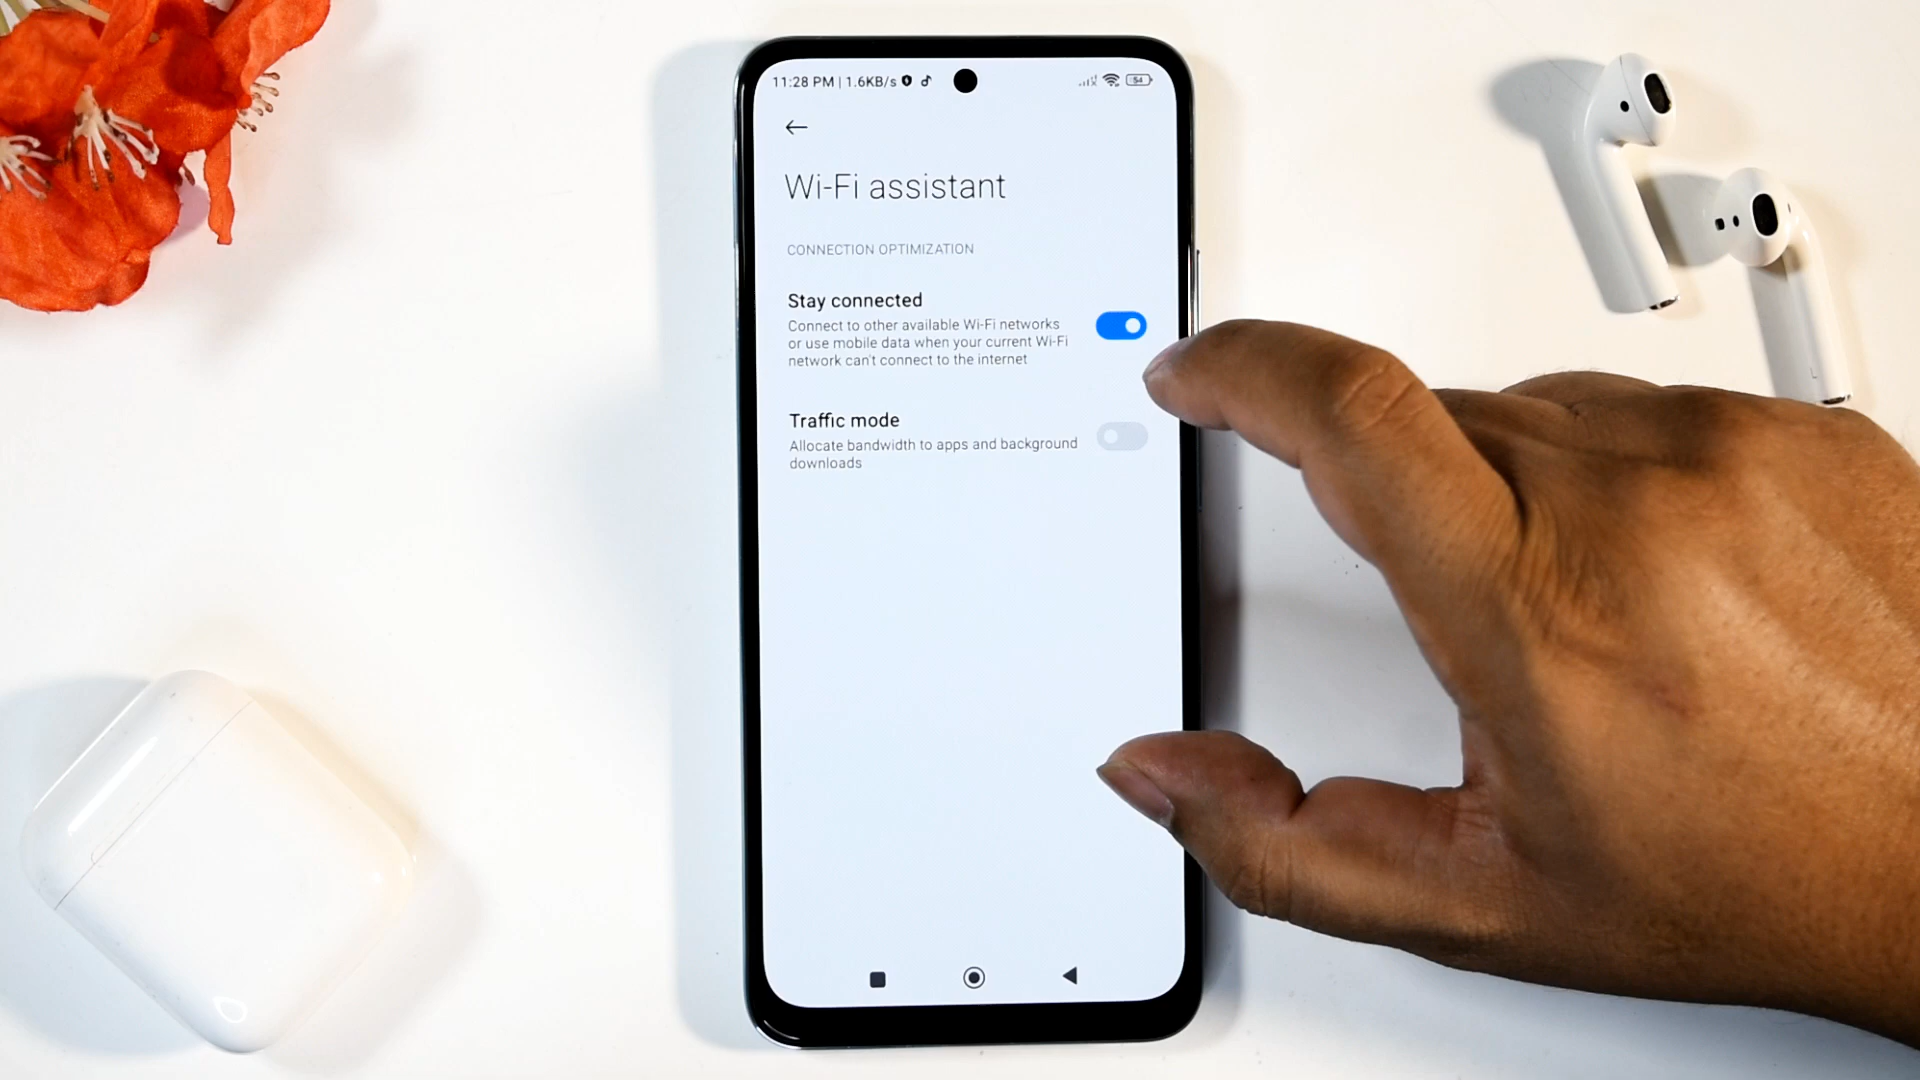 11:28 PM | 1.6KB/s 54
Wi-Fi assistant
CONNECTION OPTIMIZATION
Stay connected
Connect to other available Wi-Fi networks
or use mobile data when your current Wi-Fi
network can't connect to the internet
Traffic mode
Allocate bandwidth to apps and background
downloads
L